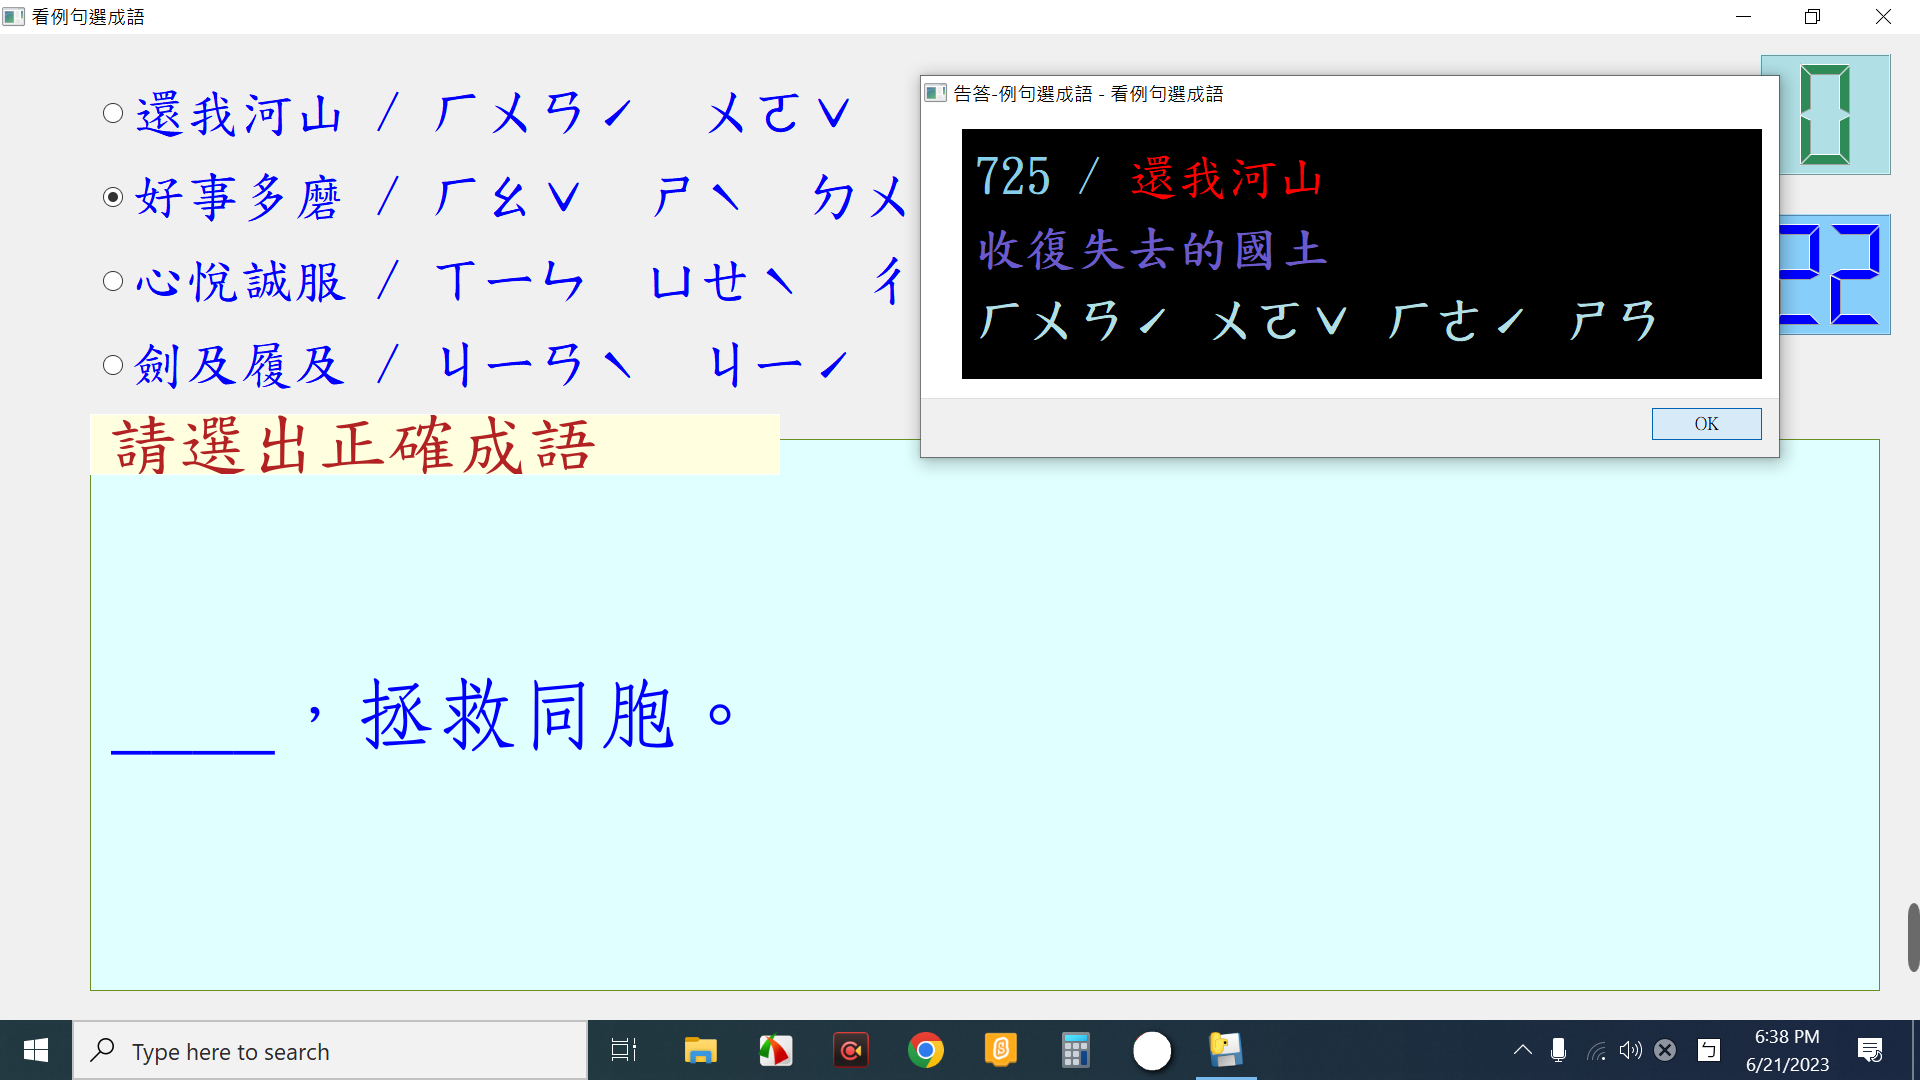 看例句選成語
還我河山 / ㄏㄨㄢˊ ㄨㄛˇ
好事多磨 / ㄏㄠˇ ㄕˋ ㄉㄨ
心悅誠服 / ㄒㄧㄣ ㄩㄝˋ ㄔ
劍及履及 / ㄐㄧㄢˋ ㄐㄧˊ
告答-例句選成語 - 看例句選成語
725 / 還我河山
收復失去的國土
ㄏㄨㄢˊ ㄨㄛˇ ㄏㄜˊ ㄕㄢ
OK
0
22
請選出正確成語
____，拯救同胞。
Type here to search
ㄅ
6:38 PM
6/21/2023